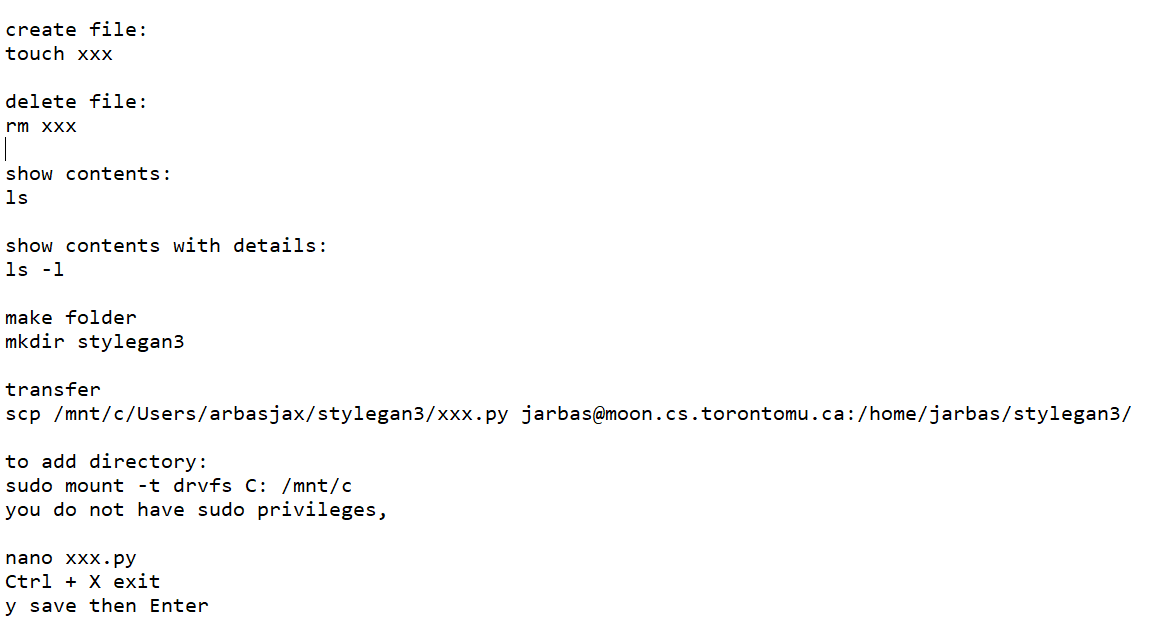 create file:
touch xxx
delete file:
rm xxx
show contents:
ls
show contents with details:
ls -l
make folder
mkdir stylegan3
transfer
scp /mnt/c/Users/arbasjax/stylegan3/xxx.py jarbas@moon.cs.torontomu.ca:/home/jarbas/stylegan3/
to add directory:
sudo mount -t drvfs C: /mnt/c
you do not have sudo privileges,
nano xxx.py
Ctrl + X exit
y save then Enter